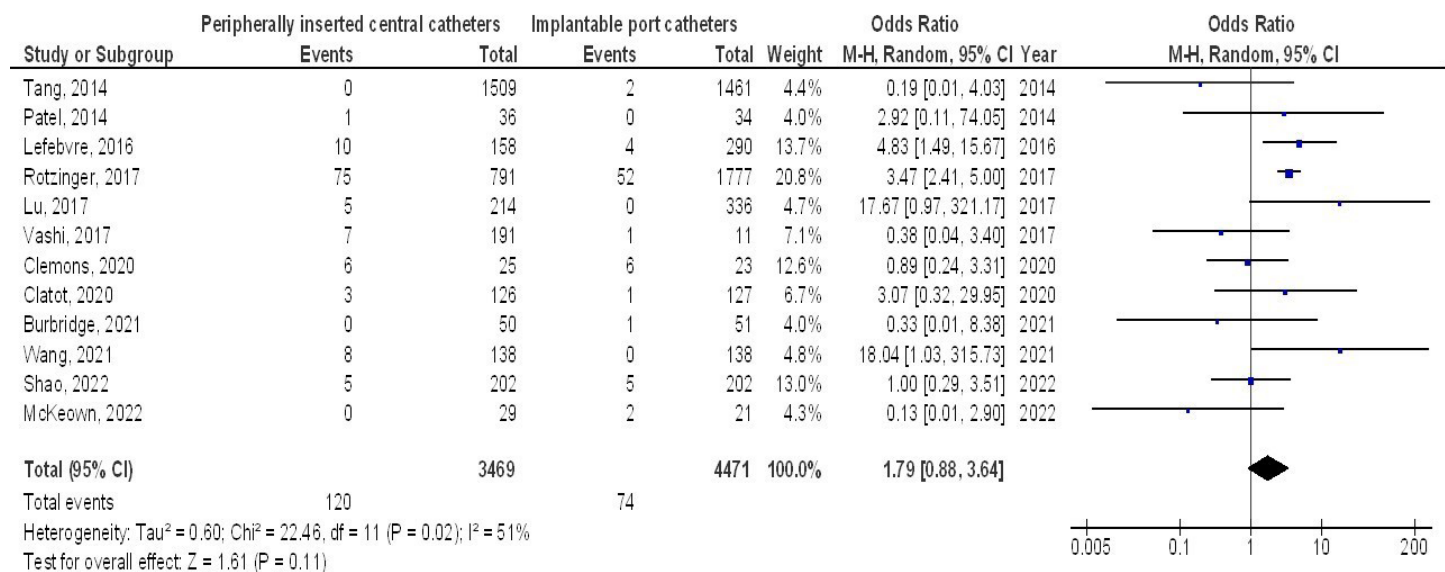 Peripherally inserted central catheters Implantable port catheters Odds Ratio Odds Ratio
Study or Subgroup Events Total Events Total Weight M-H, Random, 95% CI Year M-H, Random, 95% CI
Tang, 2014 0 1509 2 1461 4.4% 0.19 [0.01, 4.03] 2014
Patel, 2014 1 36 0 34 4.0% 2.92 [0.11, 74.05] 2014
Lefebvre, 2016 10 158 4 290 13.7% 4.83 [1.49, 15.67] 2016
Rotzinger, 2017 75 791 52 1777 20.8% 3.47 [2.41, 5.00] 2017
Lu, 2017 5 214 0 336 4.7% 17.67 [0.97, 321.17] 2017
Vashi, 2017 7 191 1 11 7.1% 0.38 [0.04, 3.40] 2017
Clemons, 2020 6 25 6 23 12.6% 0.89 [0.24, 3.31] 2020
Clatot, 2020 3 126 1 127 6.7% 3.07 [0.32, 29.95] 2020
Burbridge, 2021 0 50 1 51 4.0% 0.33 [0.01, 8.38] 2021
Wang, 2021 8 138 0 138 4.8% 18.04 [1.03, 315.73] 2021
Shao, 2022 5 202 5 202 13.0% 1.00 [0.29, 3.51] 2022
McKeown, 2022 0 29 2 21 4.3% 0.13 [0.01, 2.90] 2022
Total (95% CI) 3469 4471 100.0% 1.79 [0.88, 3.64]
Total events 120 74
Heterogeneity: Tau² = 0.60; Chi² = 22.46, df = 11 (P = 0.02); I² = 51%
Test for overall effect: Z = 1.61 (P = 0.11)
0.005 0.1 1 10 200